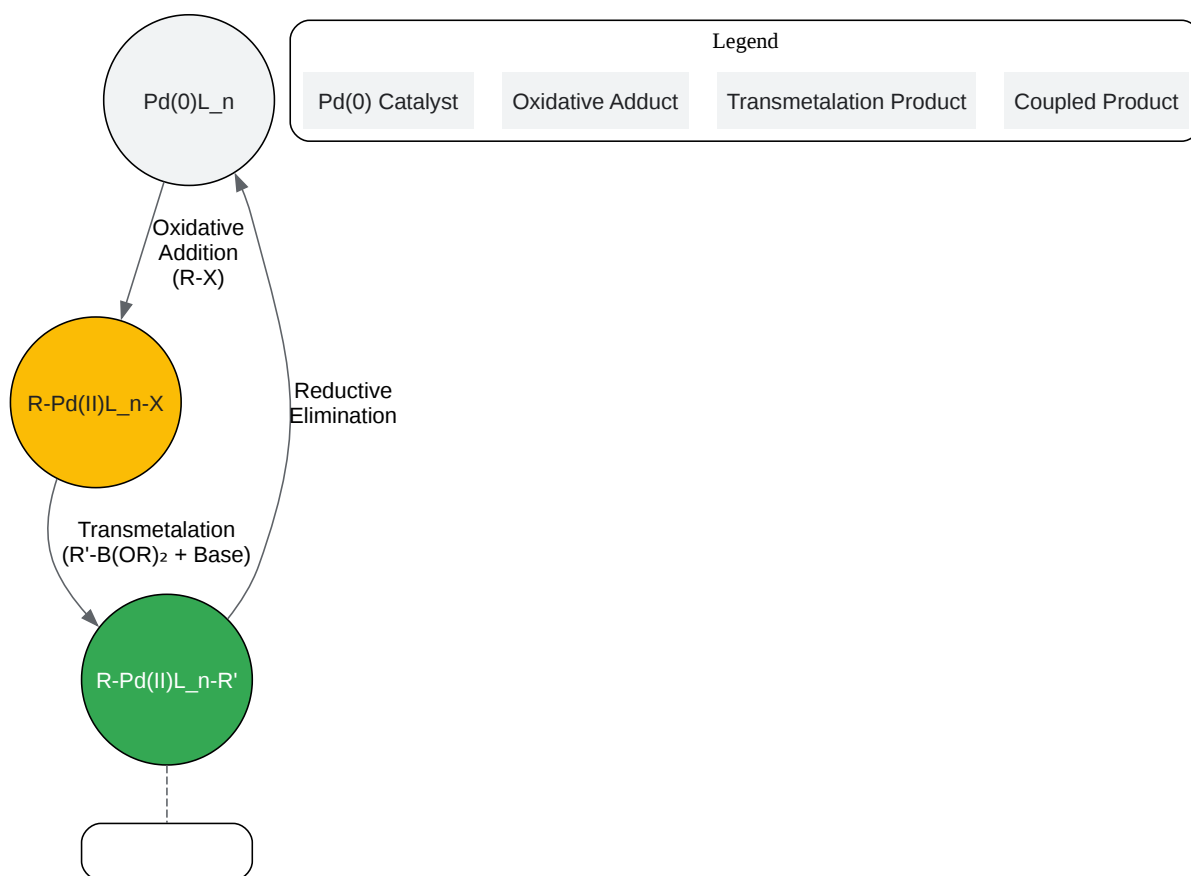 Legend
Pd(0)L_n
Pd(0) Catalyst
Oxidative Adduct
Transmetalation Product
Coupled Product
Oxidative
Addition
(R-X)
R-Pd(II)L_n-X
Reductive
Elimination
Transmetalation
(R'-B(OR)₂ + Base)
R-Pd(II)L_n-R'